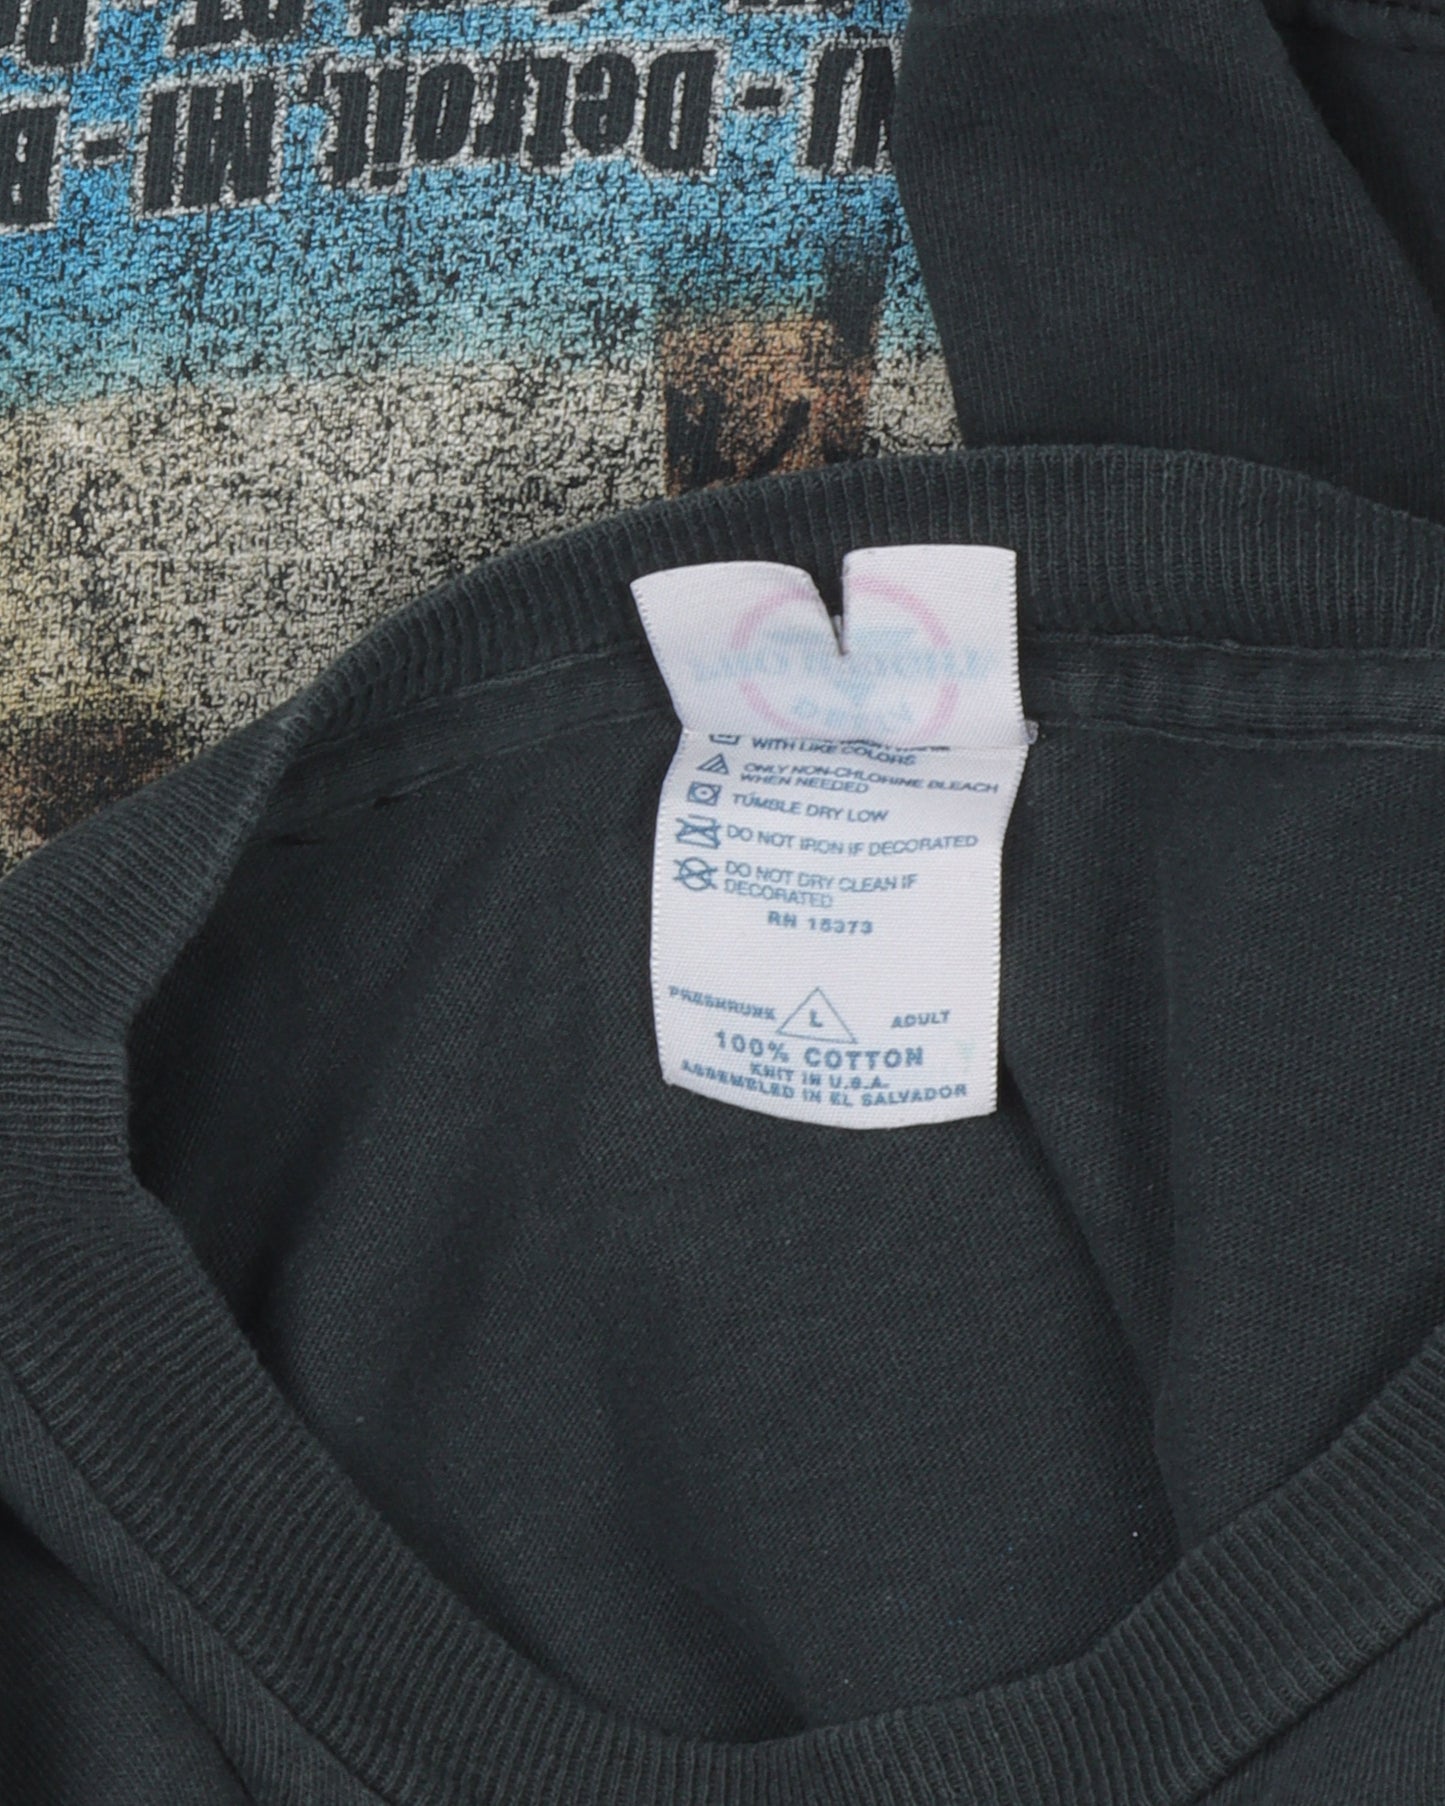 - Detroit, MI - B
WITH LIKE COLORS
ONLY NON-CHLORINE BLEACH
WHEN NEEDED
TUMBLE DRY LOW
DO NOT IRON IF DECORATED
DO NOT DRY CLEAN IF
DECORATED
RN 15373
PRESHRUNK L ADULT
100% COTTON
KNIT IN U.S.A.
ASSEMBLED IN EL SALVADOR